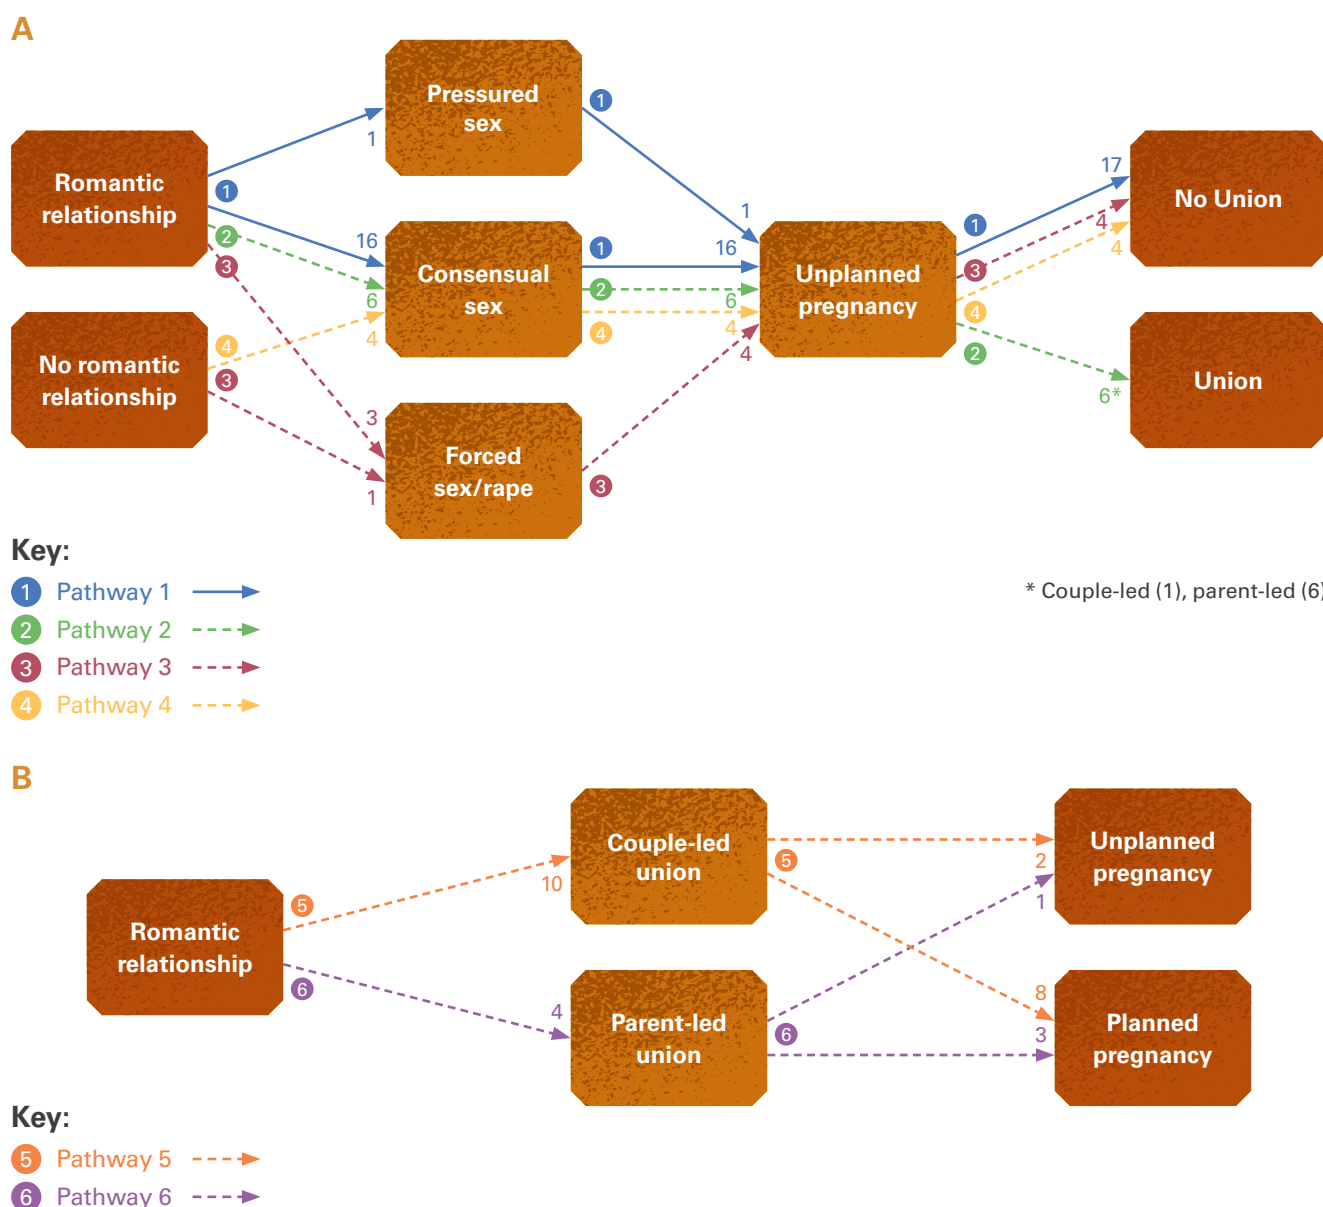 A
Pressured
sex
1
1
Romantic
relationship
1
2
3
16
6
4
Consensual
sex
1
2
4
1
16
6
4
4
Unplanned
pregnancy
1
3
4
2
17
4
4
No Union
6*
Union
No romantic
relationship
4
3
3
1
Forced
sex/rape
3
Key:
1 Pathway 1
2 Pathway 2
3 Pathway 3
4 Pathway 4
* Couple-led (1), parent-led (6)
B
Romantic
relationship
5
6
10
4
Couple-led
union
5
Parent-led
union
6
2
1
Unplanned
pregnancy
8
3
Planned
pregnancy
Key:
5 Pathway 5
6 Pathway 6